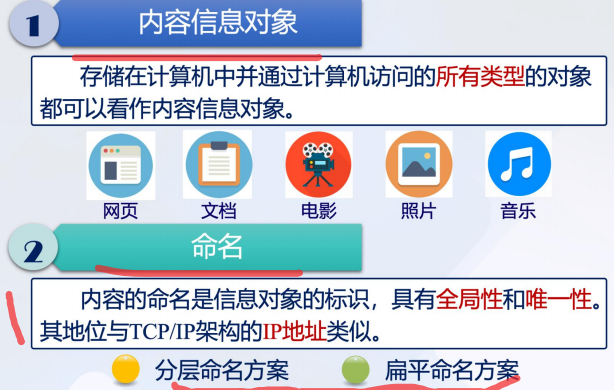 1 内容信息对象
存储在计算机中并通过计算机访问的所有类型的对象
都可以看作内容信息对象。
网页 文档 电影 照片 音乐
2 命名
内容的命名是信息对象的标识，具有全局性和唯一性。
其地位与TCP/IP架构的IP地址类似。
分层命名方案 扁平命名方案